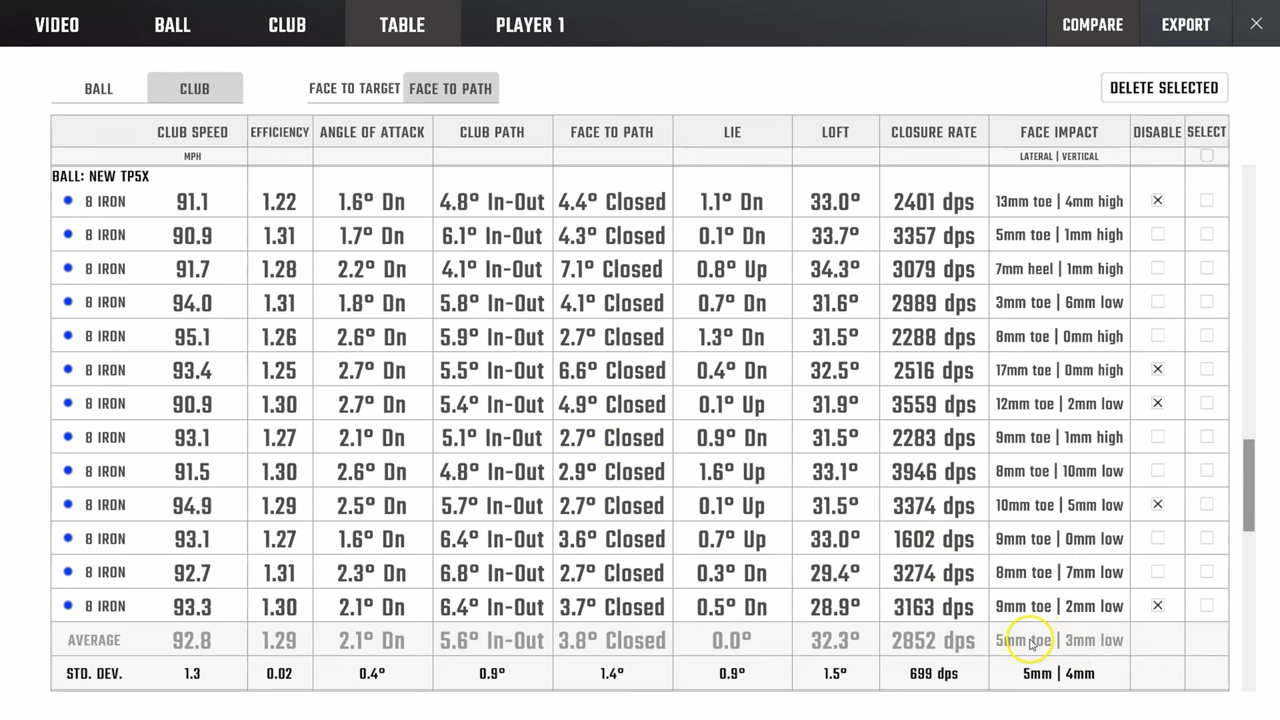 VIDEO BALL CLUB TABLE PLAYER 1 COMPARE EXPORT
BALL CLUB FACE TO TARGET FACE TO PATH DELETE SELECTED
CLUB SPEED EFFICIENCY ANGLE OF ATTACK CLUB PATH FACE TO PATH LIE LOFT CLOSURE RATE FACE IMPACT DISABLE SELECT
MPH LATERAL | VERTICAL
BALL: NEW TP5X
8 IRON 91.1 1.22 1.6° Dn 4.8° In-Out 4.4° Closed 1.1° Dn 33.0° 2401 dps 13mm toe | 4mm high
8 IRON 90.9 1.31 1.7° Dn 6.1° In-Out 4.3° Closed 0.1° Dn 33.7° 3357 dps 5mm toe | 1mm high
8 IRON 91.7 1.28 2.2° Dn 4.1° In-Out 7.1° Closed 0.8° Up 34.3° 3079 dps 7mm heel | 1mm high
8 IRON 94.0 1.31 1.8° Dn 5.8° In-Out 4.1° Closed 0.7° Dn 31.6° 2989 dps 3mm toe | 6mm low
8 IRON 95.1 1.26 2.6° Dn 5.9° In-Out 2.7° Closed 1.3° Dn 31.5° 2288 dps 8mm toe | 0mm high
8 IRON 93.4 1.25 2.7° Dn 5.5° In-Out 6.6° Closed 0.4° Dn 32.5° 2516 dps 17mm toe | 0mm high
8 IRON 90.9 1.30 2.7° Dn 5.4° In-Out 4.9° Closed 0.1° Up 31.9° 3559 dps 12mm toe | 2mm low
8 IRON 93.1 1.27 2.1° Dn 5.1° In-Out 2.7° Closed 0.9° Dn 31.5° 2283 dps 9mm toe | 1mm high
8 IRON 91.5 1.30 2.6° Dn 4.8° In-Out 2.9° Closed 1.6° Up 33.1° 3946 dps 8mm toe | 10mm low
8 IRON 94.9 1.29 2.5° Dn 5.7° In-Out 2.7° Closed 0.1° Up 31.5° 3374 dps 10mm toe | 5mm low
8 IRON 93.1 1.27 1.6° Dn 6.4° In-Out 3.6° Closed 0.7° Up 33.0° 1602 dps 9mm toe | 0mm low
8 IRON 92.7 1.31 2.3° Dn 6.8° In-Out 2.7° Closed 0.3° Dn 29.4° 3274 dps 8mm toe | 7mm low
8 IRON 93.3 1.30 2.1° Dn 6.4° In-Out 3.7° Closed 0.5° Dn 28.9° 3163 dps 9mm toe | 2mm low
AVERAGE 92.8 1.29 2.1° Dn 5.6° In-Out 3.8° Closed 0.0° 32.3° 2852 dps 5mm toe | 3mm low
STD. DEV. 1.3 0.02 0.4° 0.9° 1.4° 0.9° 1.5° 699 dps 5mm | 4mm